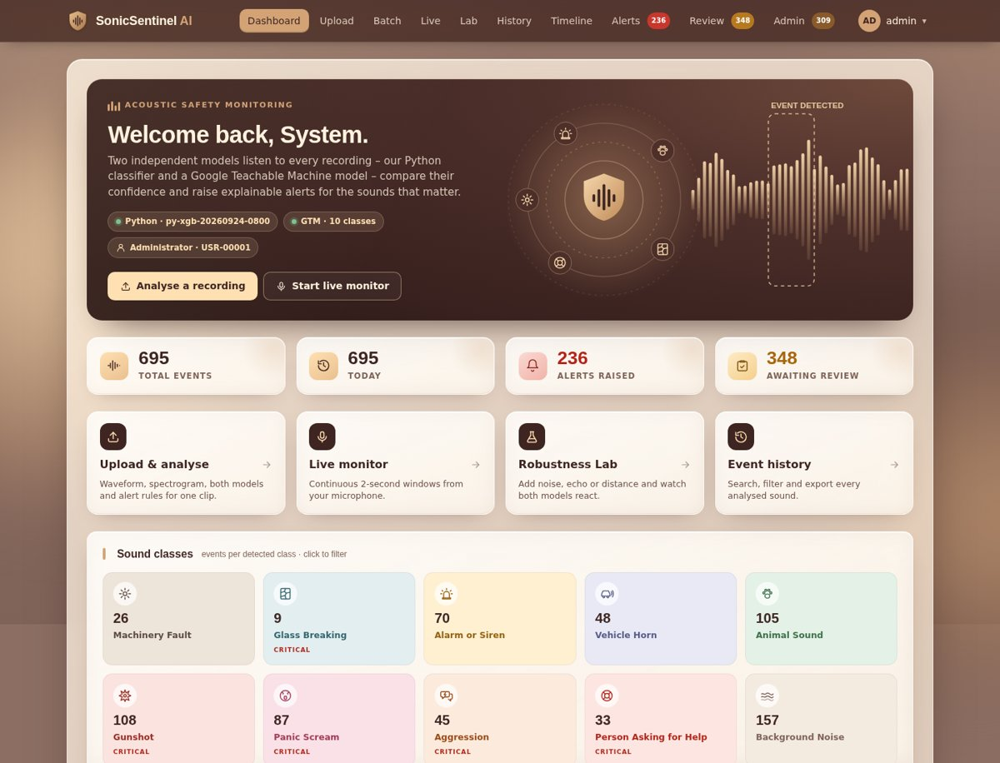 SonicSentinel AI
Dashboard
Upload
Batch
Live
Lab
History
Timeline
Alerts 236
Review 348
Admin 309
AD admin ▾
ACOUSTIC SAFETY MONITORING
Welcome back, System.
Two independent models listen to every recording – our Python
classifier and a Google Teachable Machine model – compare their
confidence and raise explainable alerts for the sounds that matter.
Python · py-xgb-20260924-0800
GTM · 10 classes
Administrator · USR-00001
Analyse a recording
Start live monitor
EVENT DETECTED
695
TOTAL EVENTS
695
TODAY
236
ALERTS RAISED
348
AWAITING REVIEW
Upload & analyse →
Waveform, spectrogram, both models
and alert rules for one clip.
Live monitor →
Continuous 2-second windows from
your microphone.
Robustness Lab →
Add noise, echo or distance and watch
both models react.
Event history →
Search, filter and export every
analysed sound.
Sound classes events per detected class · click to filter
26
Machinery Fault
9
Glass Breaking
CRITICAL
70
Alarm or Siren
48
Vehicle Horn
105
Animal Sound
108
Gunshot
CRITICAL
87
Panic Scream
CRITICAL
45
Aggression
CRITICAL
33
Person Asking for Help
CRITICAL
157
Background Noise